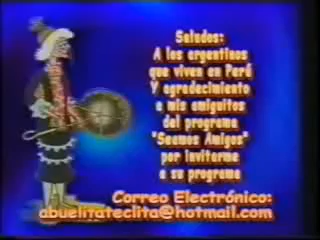 Saludos:
A los argentinos
que viven en Perú
Y agradecimiento
a mis amiguitos
del programa
"Seamos Amigos"
por invitarme
a su programa
Correo Electrónico:
abuelitateclita@hotmail.com